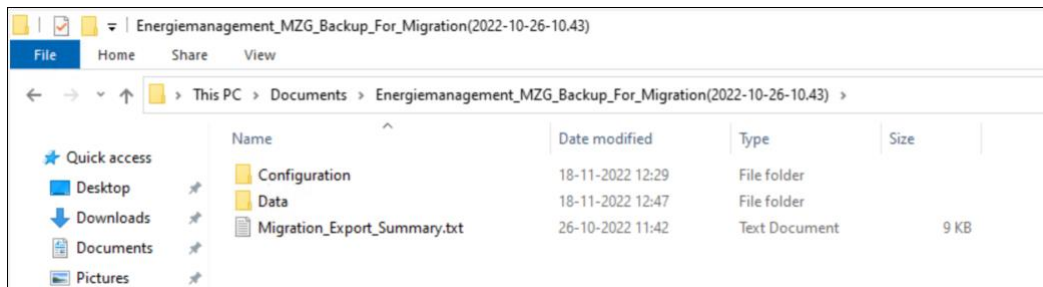 Energiemanagement_MZG_Backup_For_Migration(2022-10-26-10.43)
File Home Share View
This PC > Documents > Energiemanagement_MZG_Backup_For_Migration(2022-10-26-10.43) >
Quick access
Desktop
Downloads
Documents
Pictures
Name Date modified Type Size
Configuration 18-11-2022 12:29 File folder
Data 18-11-2022 12:47 File folder
Migration_Export_Summary.txt 26-10-2022 11:42 Text Document 9 KB